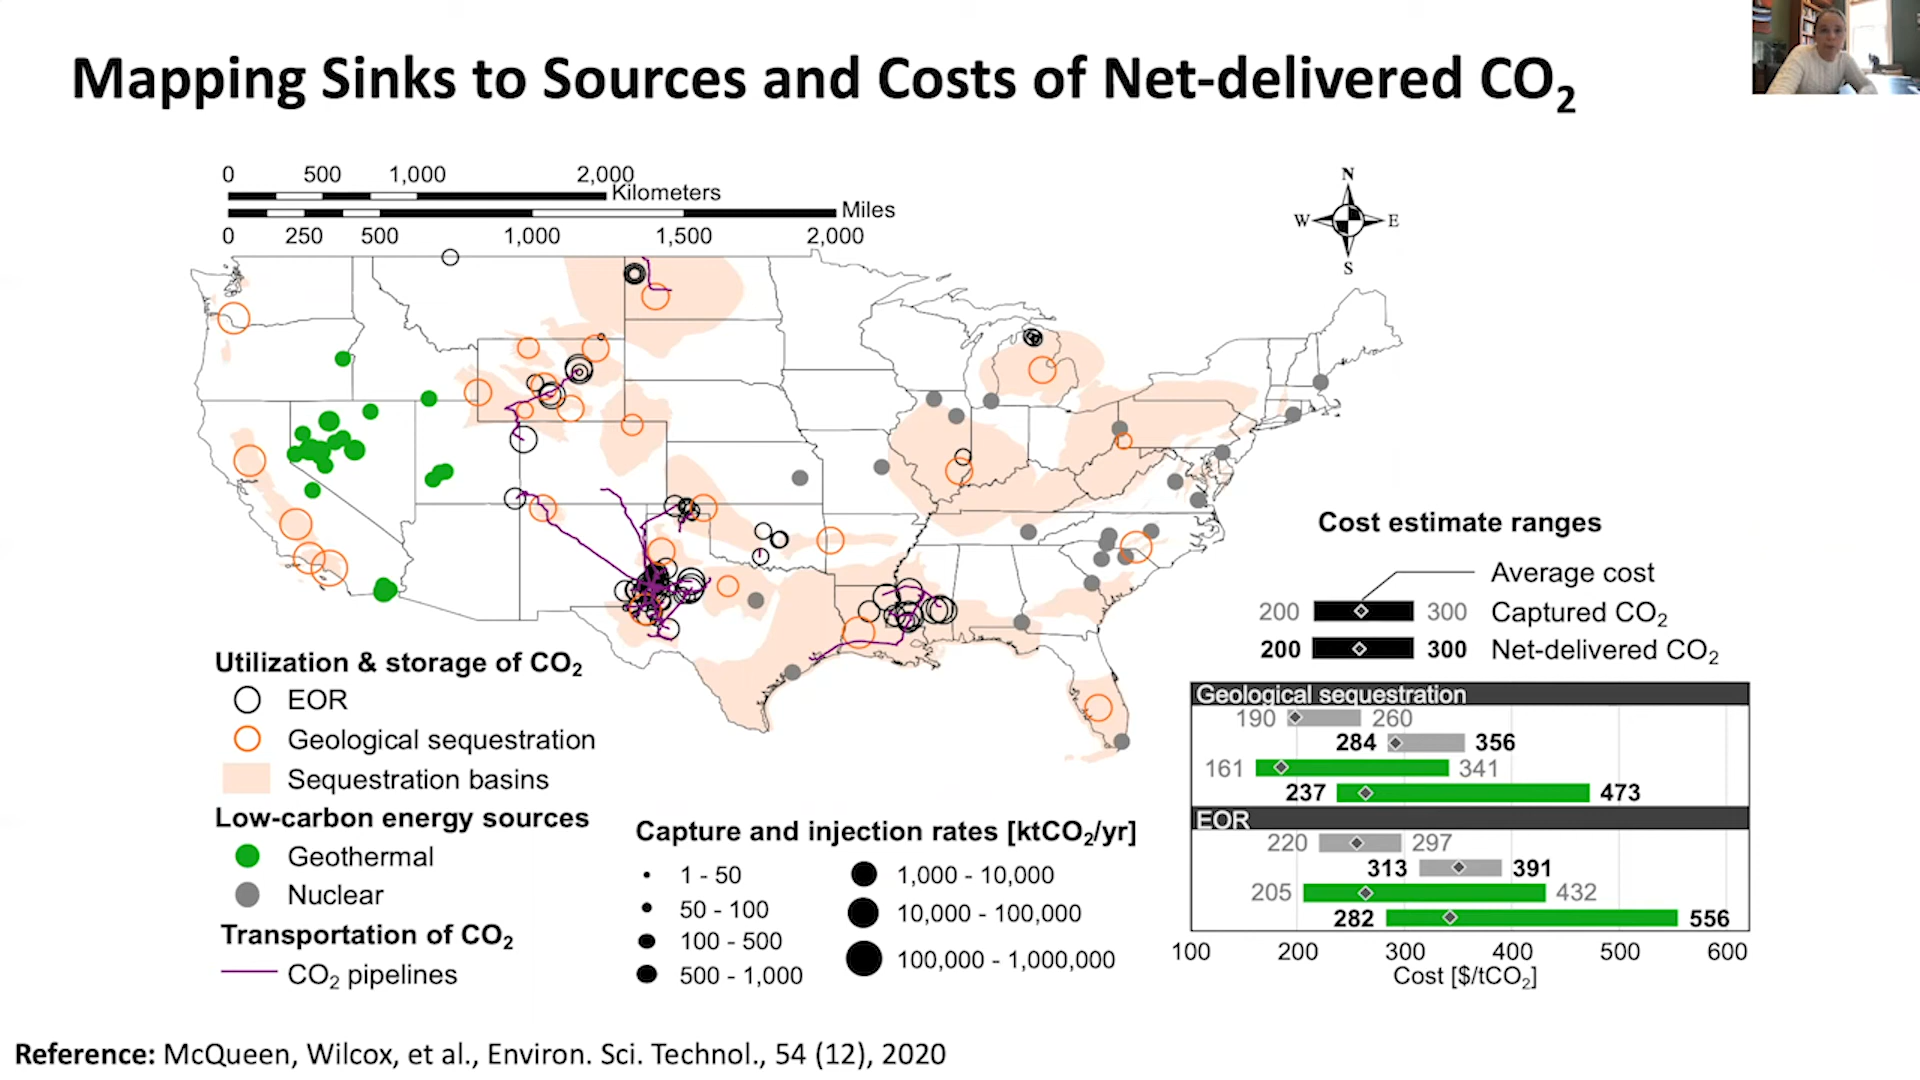 Mapping Sinks to Sources and Costs of Net-delivered CO₂
0 500 1,000 2,000
Kilometers
Miles
0 250 500 1,000 1,500 2,000
N
W E
S
Utilization & storage of CO₂
EOR
Geological sequestration
Sequestration basins
Low-carbon energy sources
Geothermal
Nuclear
Transportation of CO₂
CO₂ pipelines
Capture and injection rates [ktCO₂/yr]
1 - 50
50 - 100
100 - 500
500 - 1,000
1,000 - 10,000
10,000 - 100,000
100,000 - 1,000,000
Cost estimate ranges
Average cost
200 300 Captured CO₂
200 300 Net-delivered CO₂
Geological sequestration
190 260
284 356
161 341
237 473
EOR
220 297
313 391
205 432
282 556
100 200 300 400 500 600
Cost [$/tCO₂]
Reference: McQueen, Wilcox, et al., Environ. Sci. Technol., 54 (12), 2020